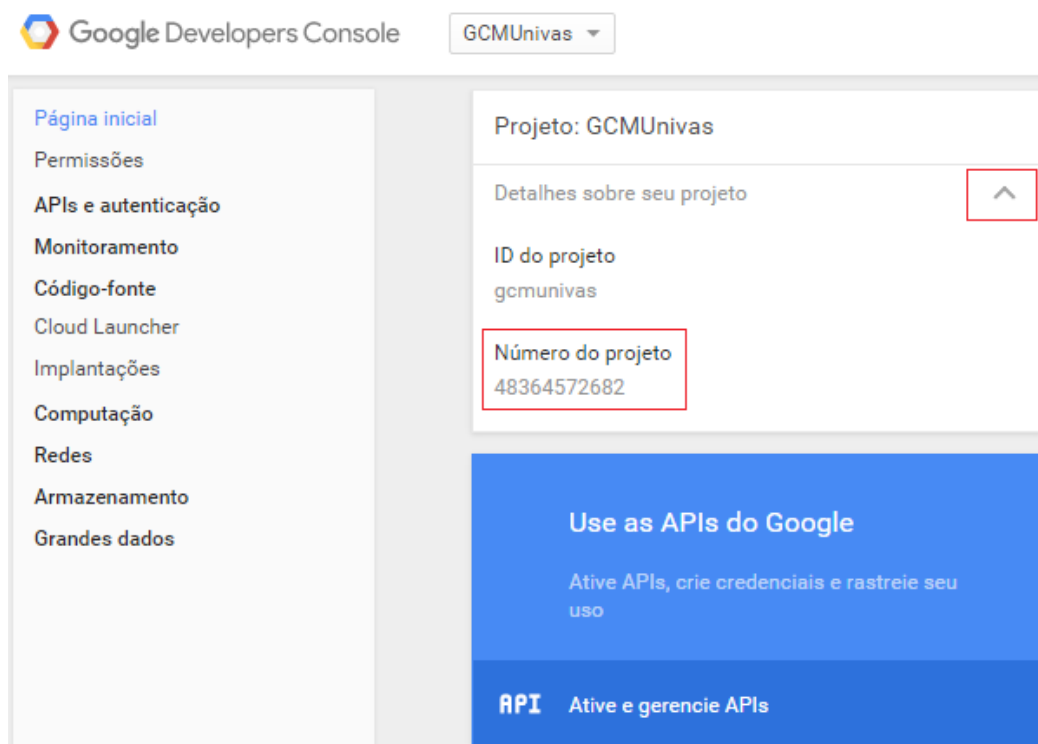 Google Developers Console
GCMUnivas
Página inicial
Permissões
APIs e autenticação
Monitoramento
Código-fonte
Cloud Launcher
Implantações
Computação
Redes
Armazenamento
Grandes dados
Projeto: GCMUnivas
Detalhes sobre seu projeto
ID do projeto
gcmunivas
Número do projeto
48364572682
Use as APIs do Google
Ative APIs, crie credenciais e rastreie seu
uso
API Ative e gerencie APIs